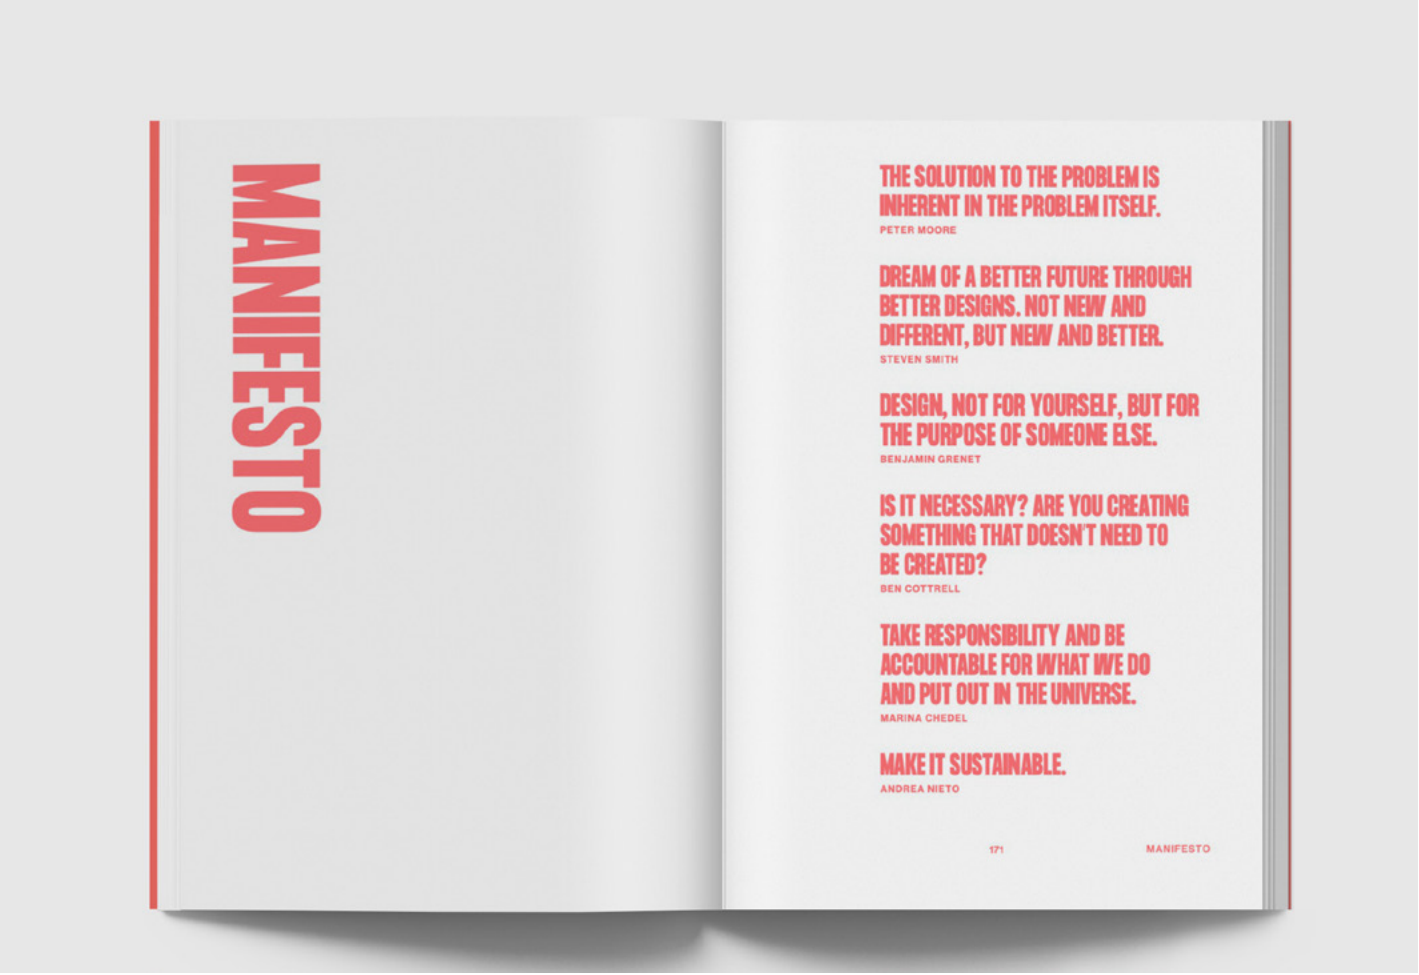 MANIFESTO
THE SOLUTION TO THE PROBLEM IS
INHERENT IN THE PROBLEM ITSELF.
PETER MOORE
DREAM OF A BETTER FUTURE THROUGH
BETTER DESIGNS. NOT NEW AND
DIFFERENT, BUT NEW AND BETTER.
STEVEN SMITH
DESIGN, NOT FOR YOURSELF, BUT FOR
THE PURPOSE OF SOMEONE ELSE.
BENJAMIN GRENET
IS IT NECESSARY? ARE YOU CREATING
SOMETHING THAT DOESN'T NEED TO
BE CREATED?
BEN COTTRELL
TAKE RESPONSIBILITY AND BE
ACCOUNTABLE FOR WHAT WE DO
AND PUT OUT IN THE UNIVERSE.
MARINA CHEDEL
MAKE IT SUSTAINABLE.
ANDREA NIETO
171
MANIFESTO